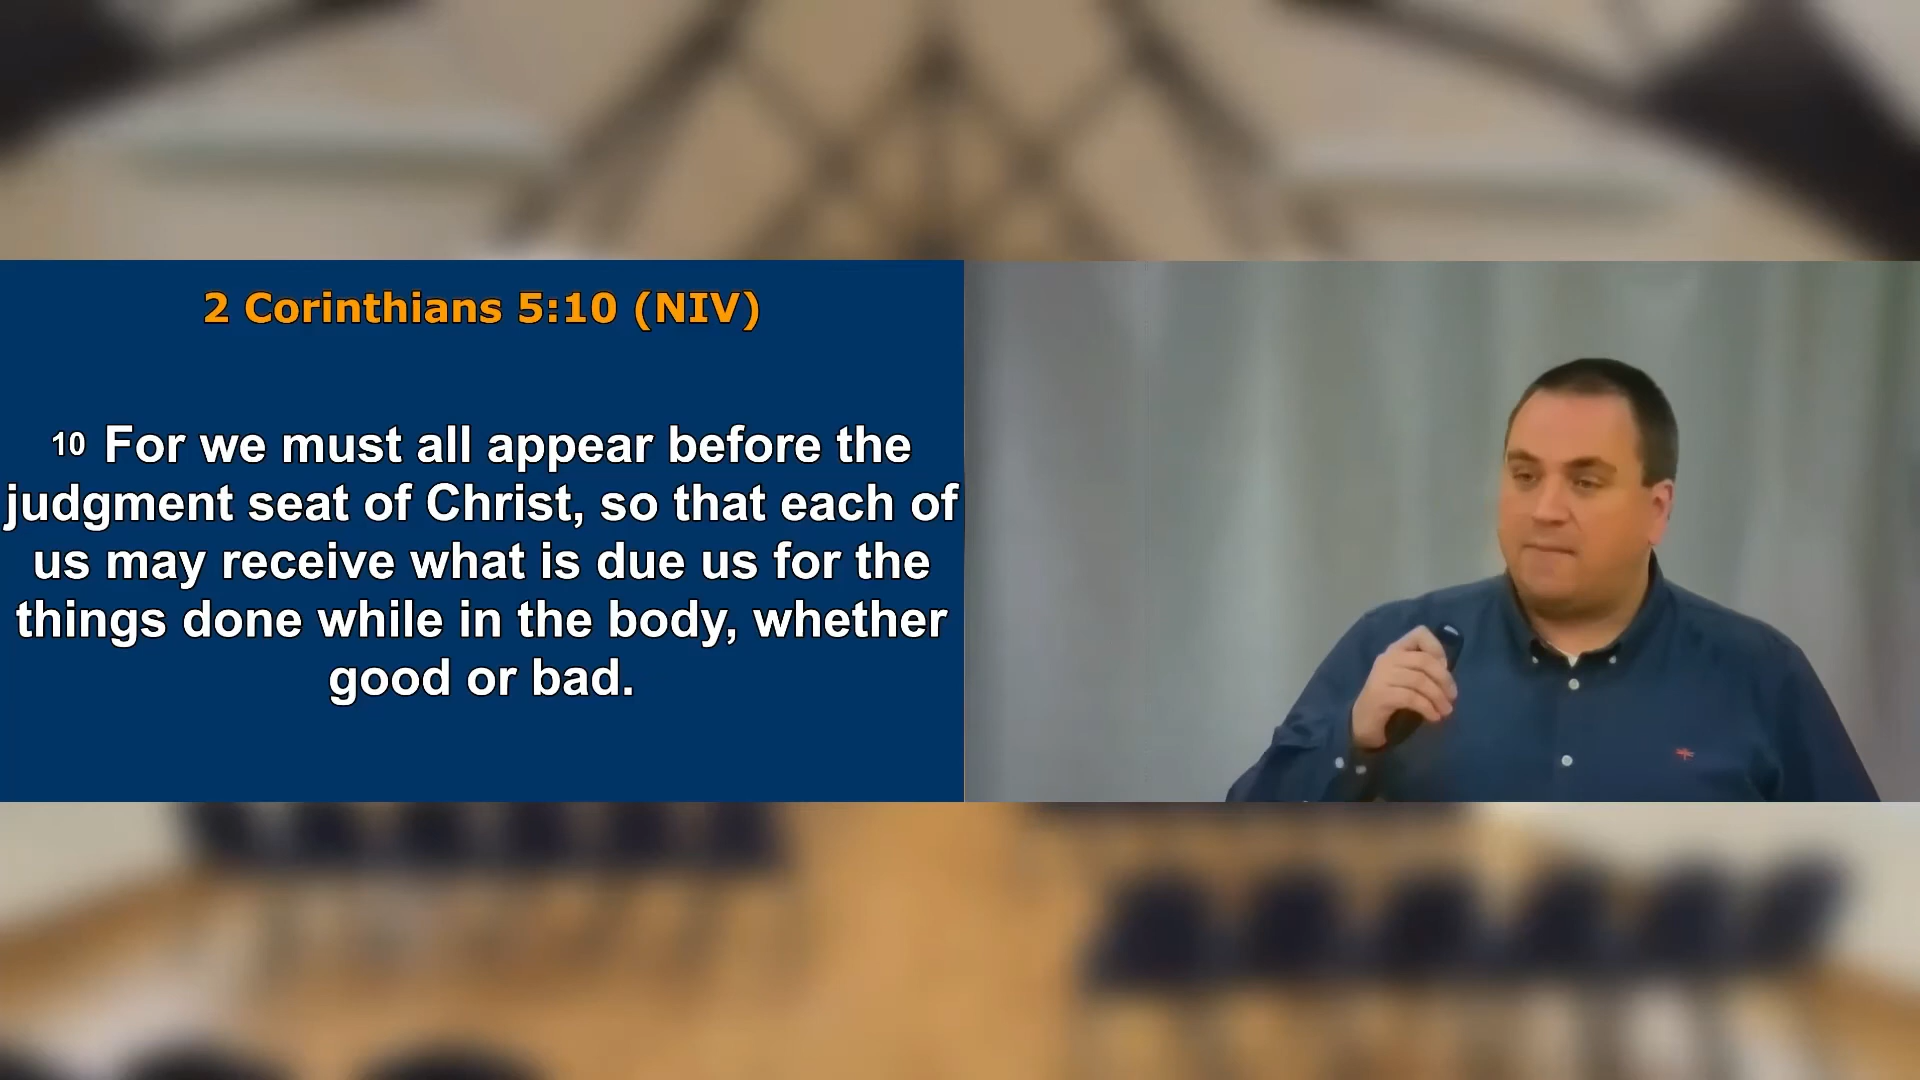 2 Corinthians 5:10 (NIV)
10 For we must all appear before the
judgment seat of Christ, so that each of
us may receive what is due us for the
things done while in the body, whether
good or bad.